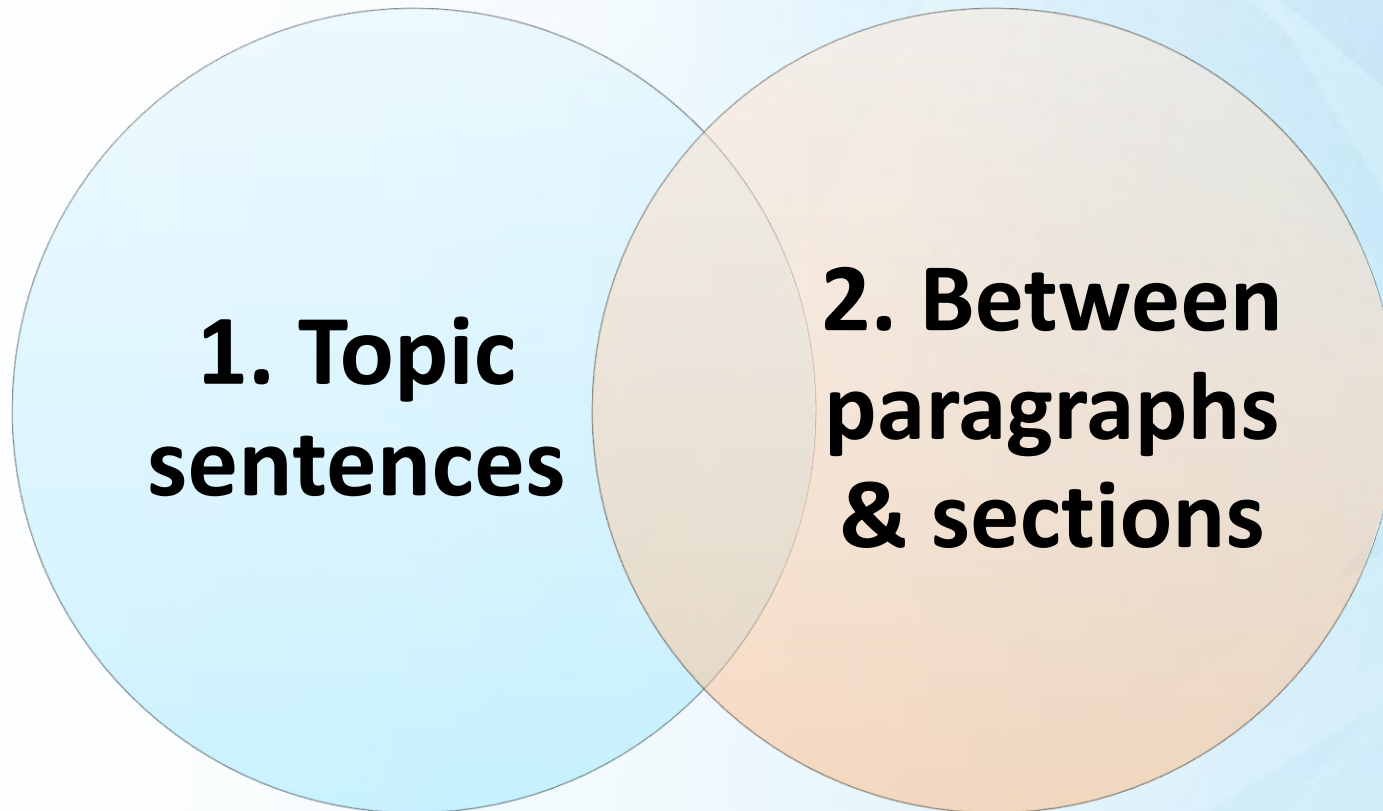 1. Topic
sentences
2. Between
paragraphs
& sections